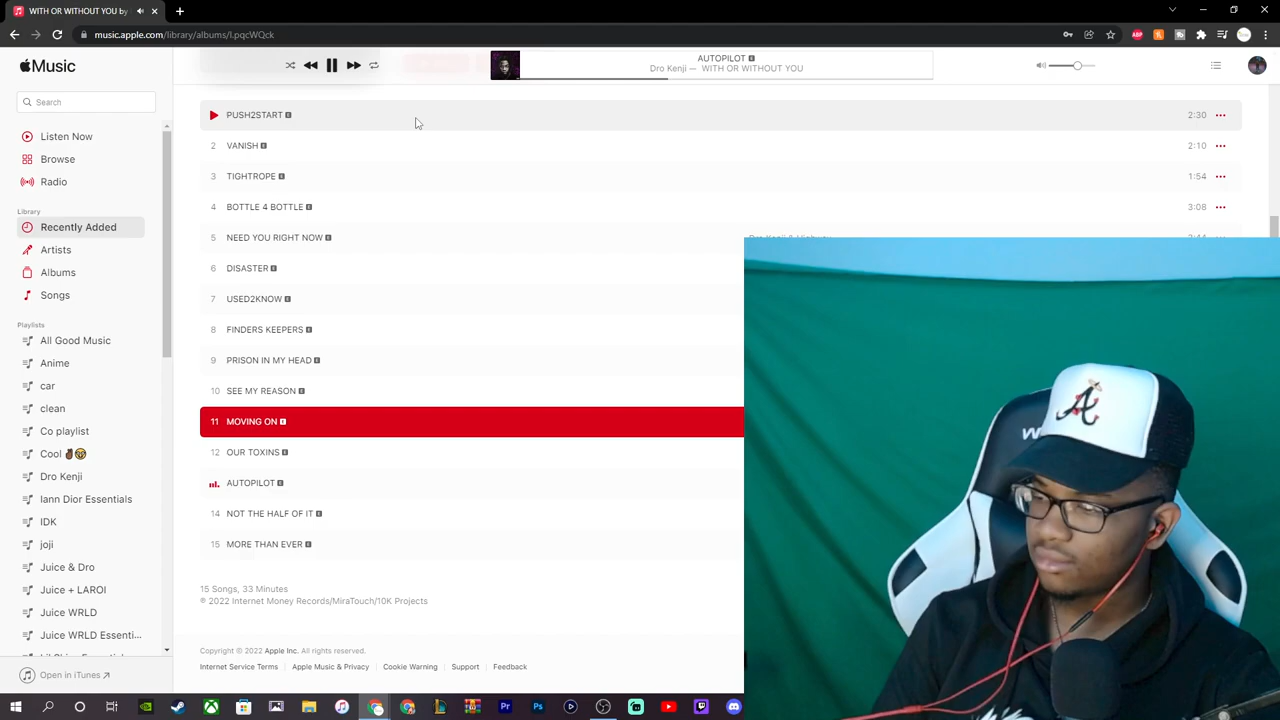 WITH OR WITHOUT YOU by
music.apple.com/library/albums/l.pqcWQck
ABP
Music
AUTOPILOT E
Dro Kenji — WITH OR WITHOUT YOU
Search
Listen Now
Browse
Radio
Library
Recently Added
Artists
Albums
Songs
Playlists
All Good Music
Anime
car
clean
Co playlist
Cool
Dro Kenji
Iann Dior Essentials
IDK
joji
Juice & Dro
Juice + LAROI
Juice WRLD
Juice WRLD Essenti...
Open in iTunes
PUSH2START E 2:30
2 VANISH E 2:10
3 TIGHTROPE E 1:54
4 BOTTLE 4 BOTTLE E 3:08
5 NEED YOU RIGHT NOW E
6 DISASTER E
7 USED2KNOW E
8 FINDERS KEEPERS E
9 PRISON IN MY HEAD E
10 SEE MY REASON E
11 MOVING ON E
12 OUR TOXINS E
AUTOPILOT E
14 NOT THE HALF OF IT E
15 MORE THAN EVER E
15 Songs, 33 Minutes
℗ 2022 Internet Money Records/MiraTouch/10K Projects
Copyright © 2022 Apple Inc. All rights reserved.
Internet Service Terms Apple Music & Privacy Cookie Warning Support Feedback
A
Pr
Ps